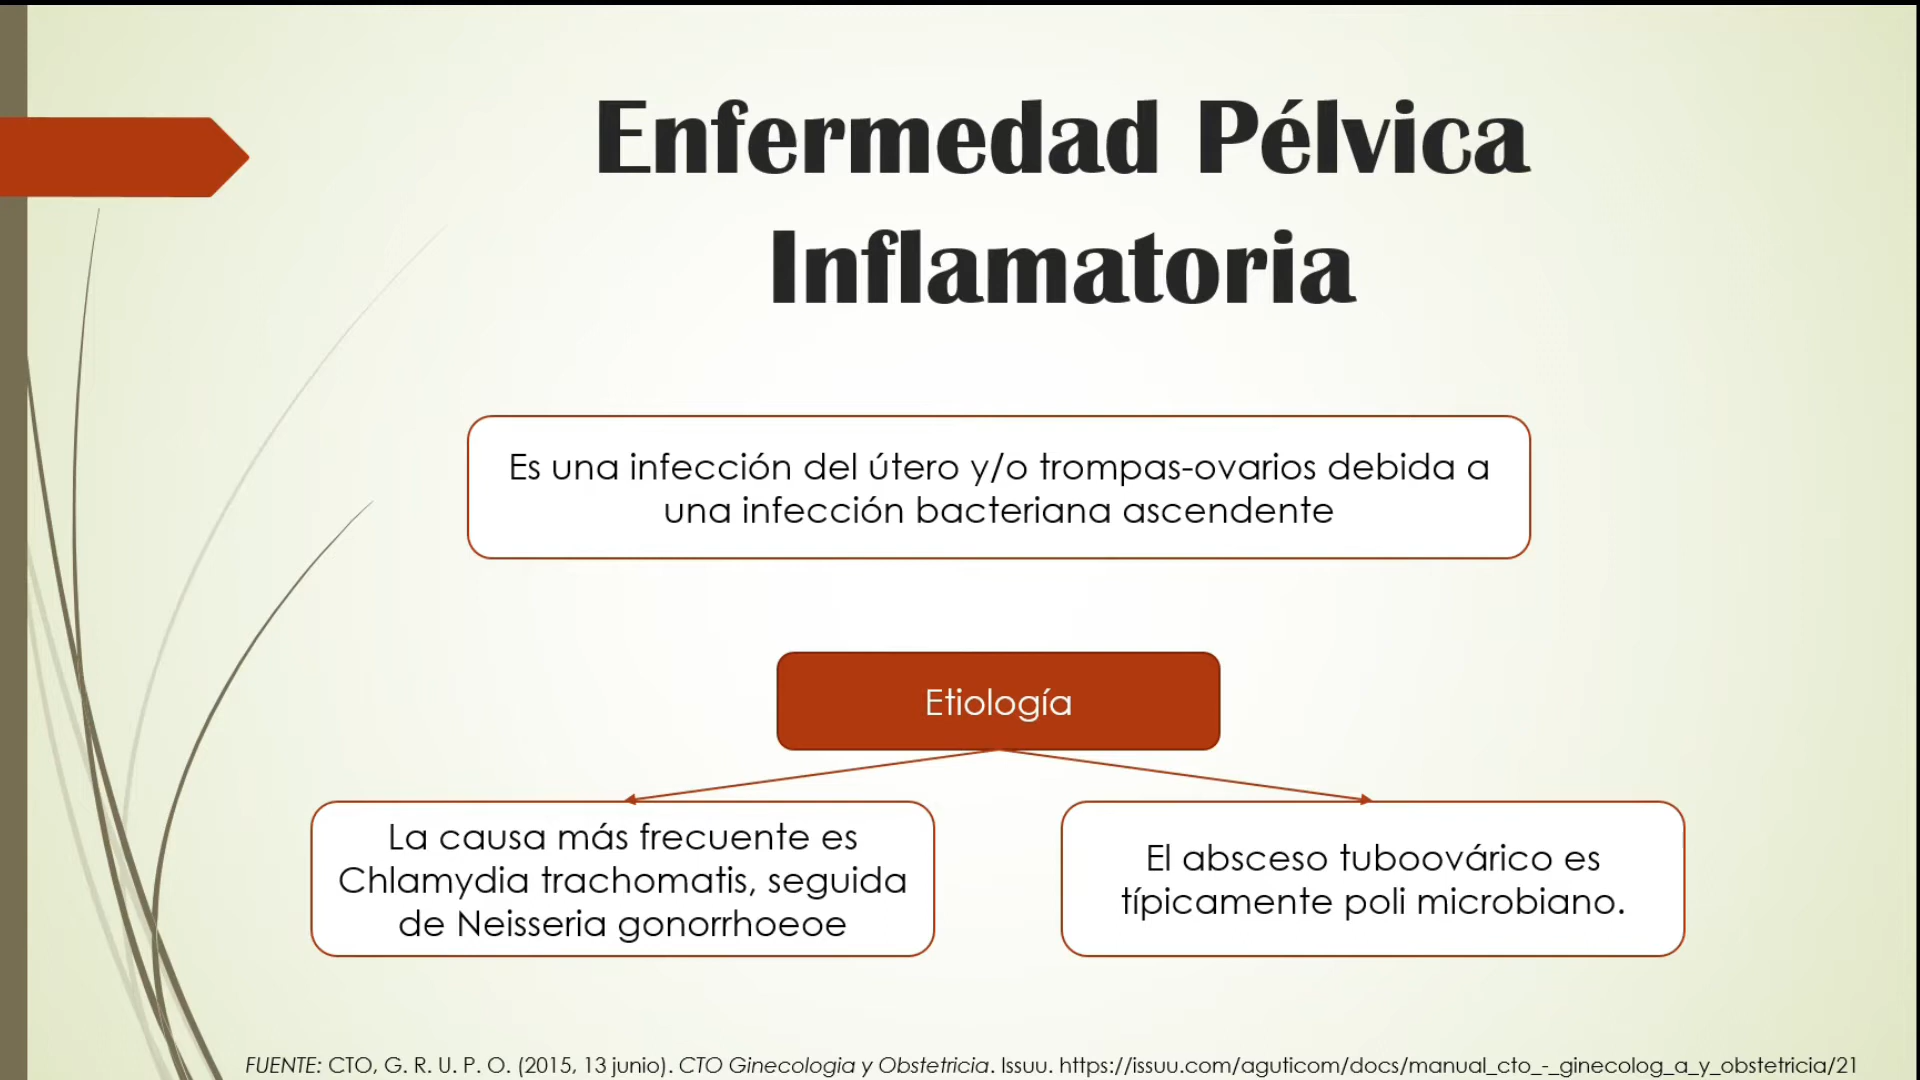 Enfermedad Pélvica
Inflamatoria
Es una infección del útero y/o trompas-ovarios debida a
una infección bacteriana ascendente
Etiología
La causa más frecuente es
Chlamydia trachomatis, seguida
de Neisseria gonorrhoeoe
El absceso tuboovárico es
típicamente poli microbiano.
FUENTE: CTO, G. R. U. P. O. (2015, 13 junio). CTO Ginecologia y Obstetricia. Issuu. https://issuu.com/aguticom/docs/manual_cto_-_ginecolog_a_y_obstetricia/21